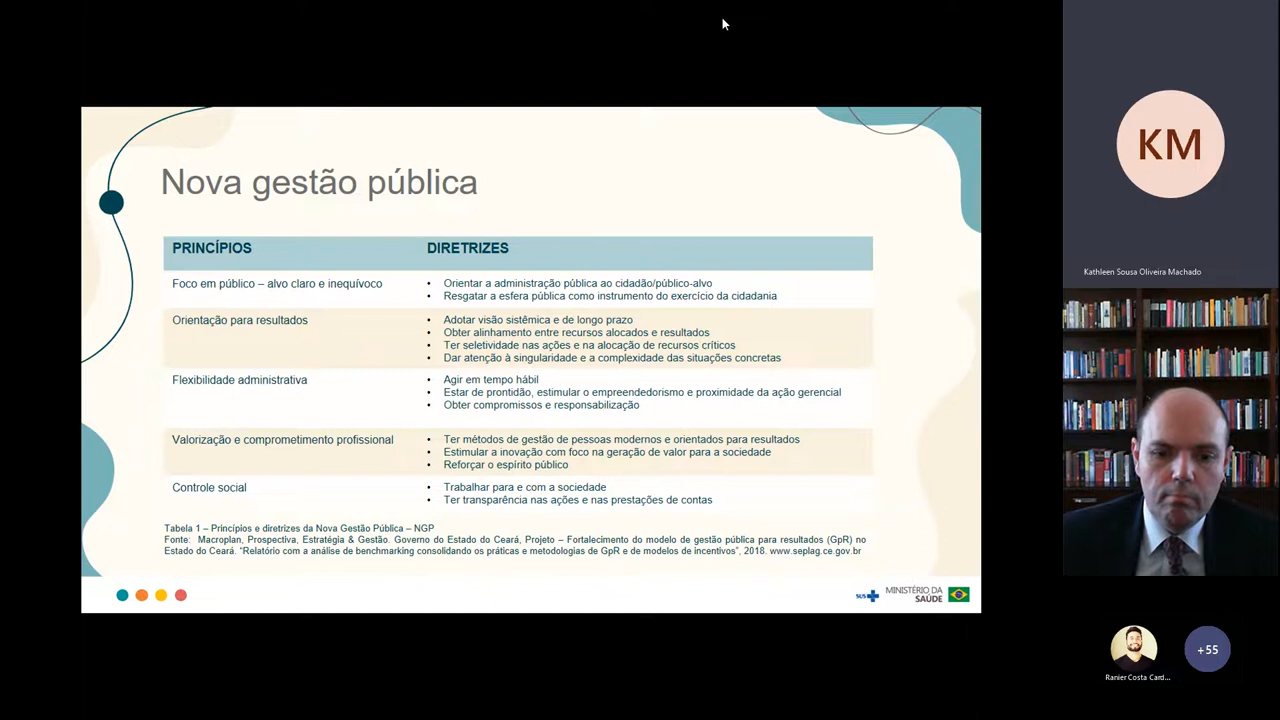 Nova gestão pública
PRINCÍPIOS
DIRETRIZES
Foco em público – alvo claro e inequívoco
• Orientar a administração pública ao cidadão/público-alvo
• Resgatar a esfera pública como instrumento do exercício da cidadania
Orientação para resultados
• Adotar visão sistêmica e de longo prazo
• Obter alinhamento entre recursos alocados e resultados
• Ter seletividade nas ações e na alocação de recursos críticos
• Dar atenção à singularidade e a complexidade das situações concretas
Flexibilidade administrativa
• Agir em tempo hábil
• Estar de prontidão, estimular o empreendedorismo e proximidade da ação gerencial
• Obter compromissos e responsabilização
Valorização e comprometimento profissional
• Ter métodos de gestão de pessoas modernos e orientados para resultados
• Estimular a inovação com foco na geração de valor para a sociedade
• Reforçar o espírito público
Controle social
• Trabalhar para e com a sociedade
• Ter transparência nas ações e nas prestações de contas
Tabela 1 – Princípios e diretrizes da Nova Gestão Pública – NGP
Fonte: Macroplan, Prospectiva, Estratégia & Gestão. Governo do Estado do Ceará, Projeto – Fortalecimento do modelo de gestão pública para resultados (GpR) no
Estado do Ceará. “Relatório com a análise de benchmarking consolidando os práticas e metodologias de GpR e de modelos de incentivos”, 2018. www.seplag.ce.gov.br
SUS
MINISTÉRIO DA
SAÚDE
KM
Kathleen Sousa Oliveira Machado
Ranier Costa Card...
+55